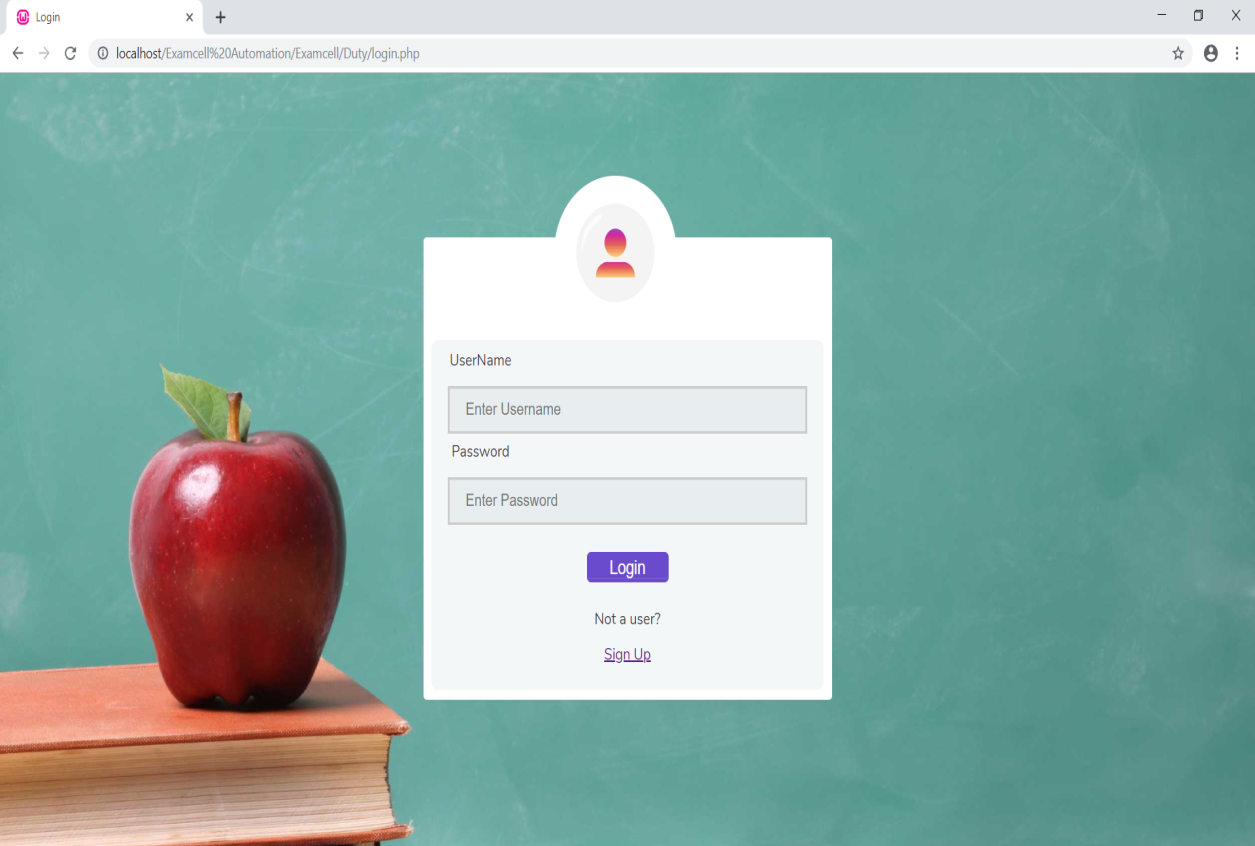 Login
localhost/Examcell%20Automation/Examcell/Duty/login.php
UserName
Enter Username
Password
Enter Password
Login
Not a user?
Sign Up